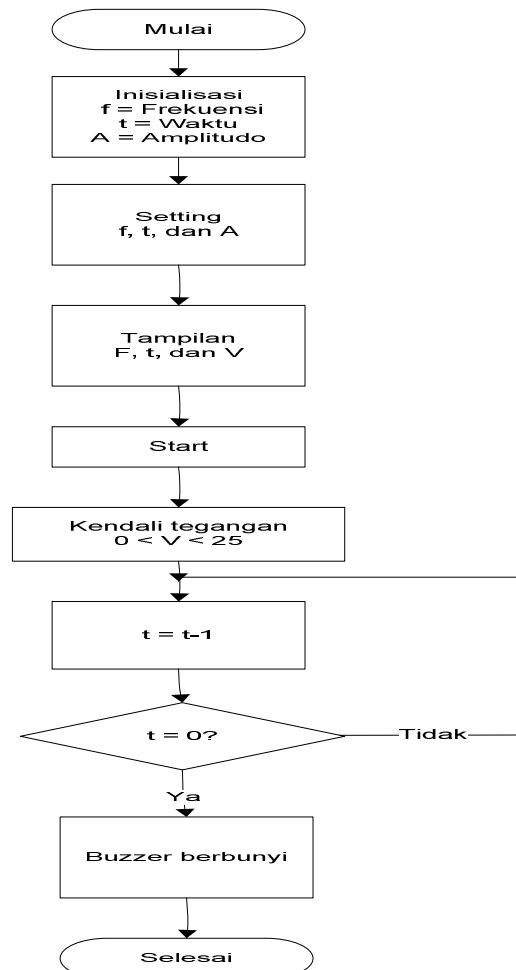 Mulai
Inisialisasi
f = Frekuensi
t = Waktu
A = Amplitudo
Setting
f, t, dan A
Tampilan
F, t, dan V
Start
Kendali tegangan
0 < V < 25
t = t-1
t = 0?
Tidak
Ya
Buzzer berbunyi
Selesai